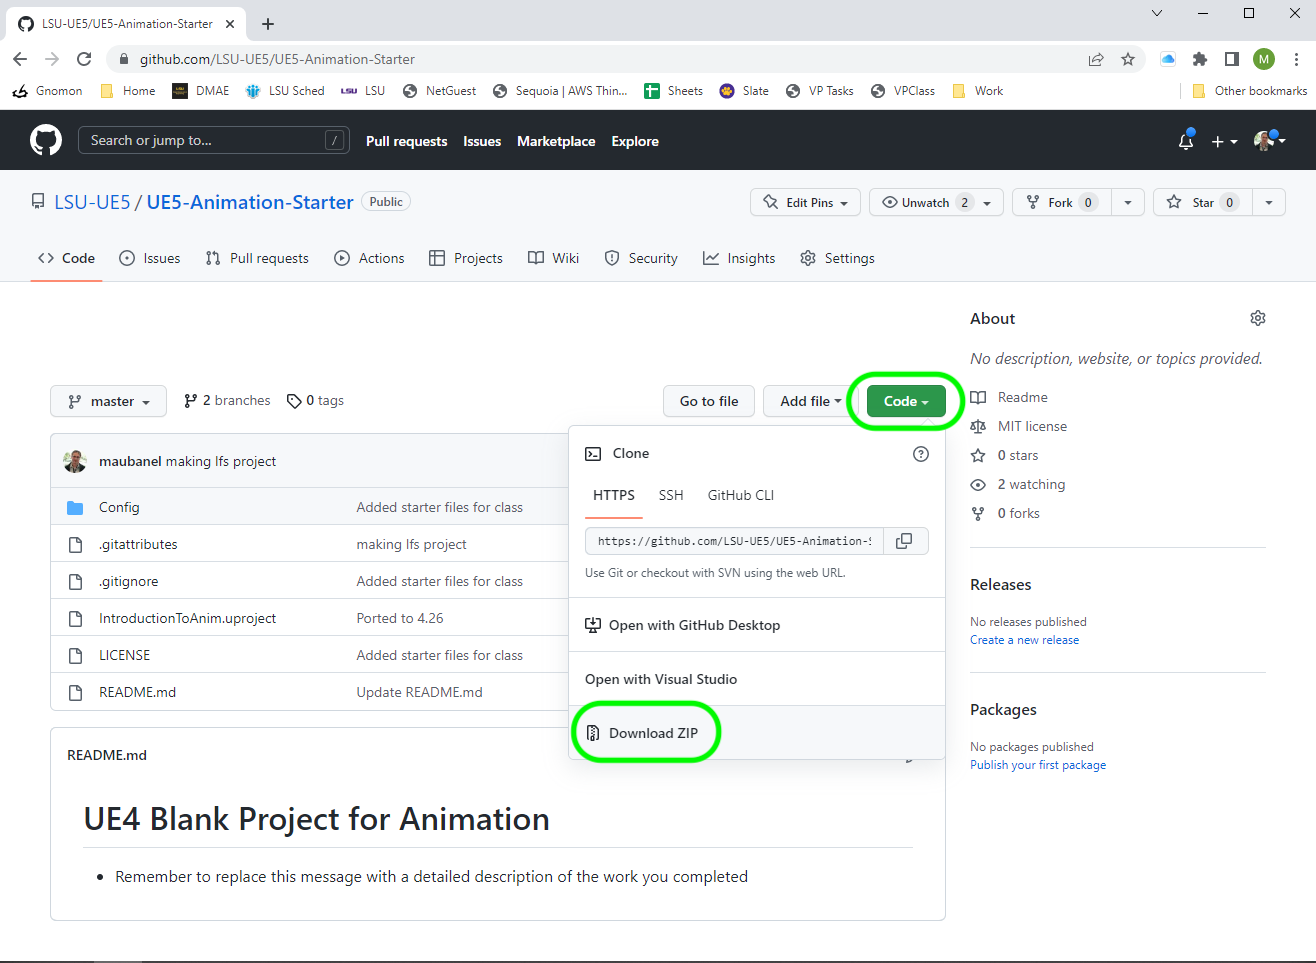 LSU-UE5/UE5-Animation-Starter
github.com/LSU-UE5/UE5-Animation-Starter
M
Gnomon Home DMAE LSU Sched LSU LSU NetGuest Sequoia | AWS Thin... Sheets Slate VP Tasks VPClass Work Other bookmarks
Search or jump to... / Pull requests Issues Marketplace Explore
LSU-UE5 / UE5-Animation-Starter Public Edit Pins Unwatch 2 Fork 0 Star 0
Code Issues Pull requests Actions Projects Wiki Security Insights Settings
master 2 branches 0 tags Go to file Add file Code
maubanel making lfs project
Config Added starter files for class
.gitattributes making lfs project
.gitignore Added starter files for class
IntroductionToAnim.uproject Ported to 4.26
LICENSE Added starter files for class
README.md Update README.md
Clone
HTTPS SSH GitHub CLI
https://github.com/LSU-UE5/UE5-Animation-S
Use Git or checkout with SVN using the web URL.
Open with GitHub Desktop
Open with Visual Studio
Download ZIP
README.md
UE4 Blank Project for Animation
Remember to replace this message with a detailed description of the work you completed
About
No description, website, or topics provided.
Readme
MIT license
0 stars
2 watching
0 forks
Releases
No releases published
Create a new release
Packages
No packages published
Publish your first package